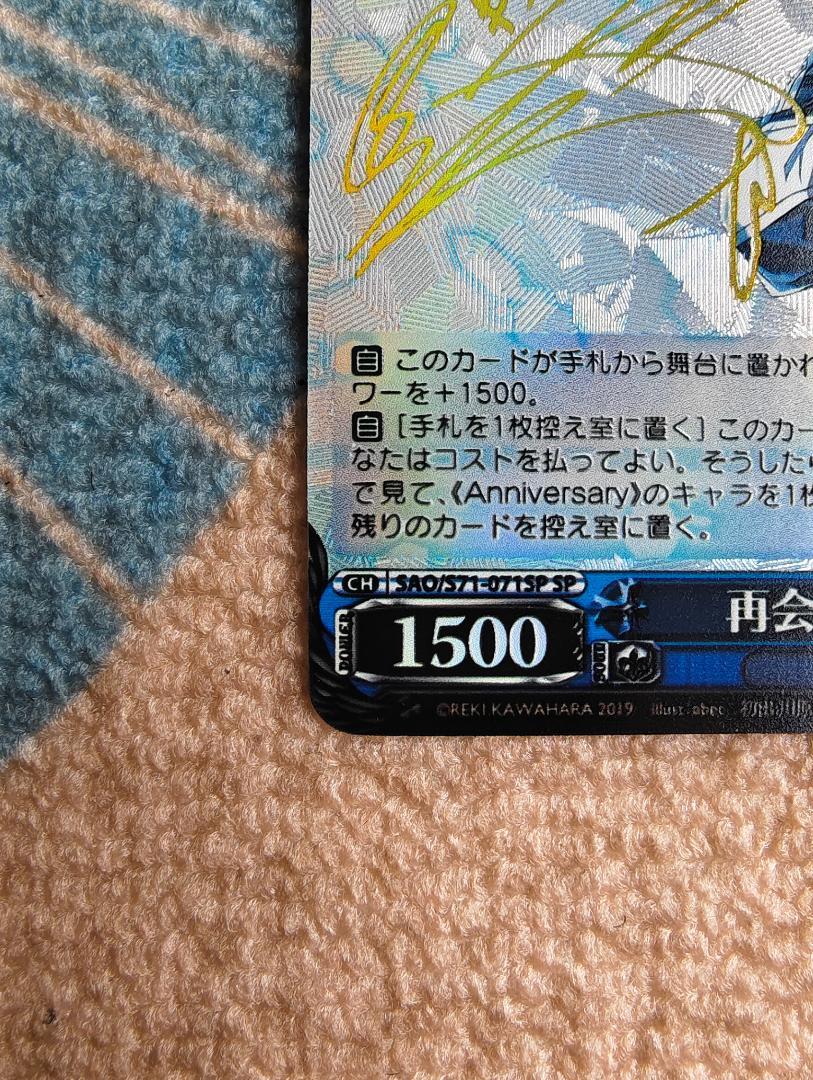 自 このカードが手札から舞台に置かれ
ワーを+1500。
自 [手札を1枚控え室に置く] このカー
なたはコストを払ってよい。そうした
で見て、《Anniversary》のキャラを1枚
残りのカードを控え室に置く。
CH SAO/S71-071SP SP
POWER 1500 SOUL 再会
©REKI KAWAHARA 2019 illust.abec